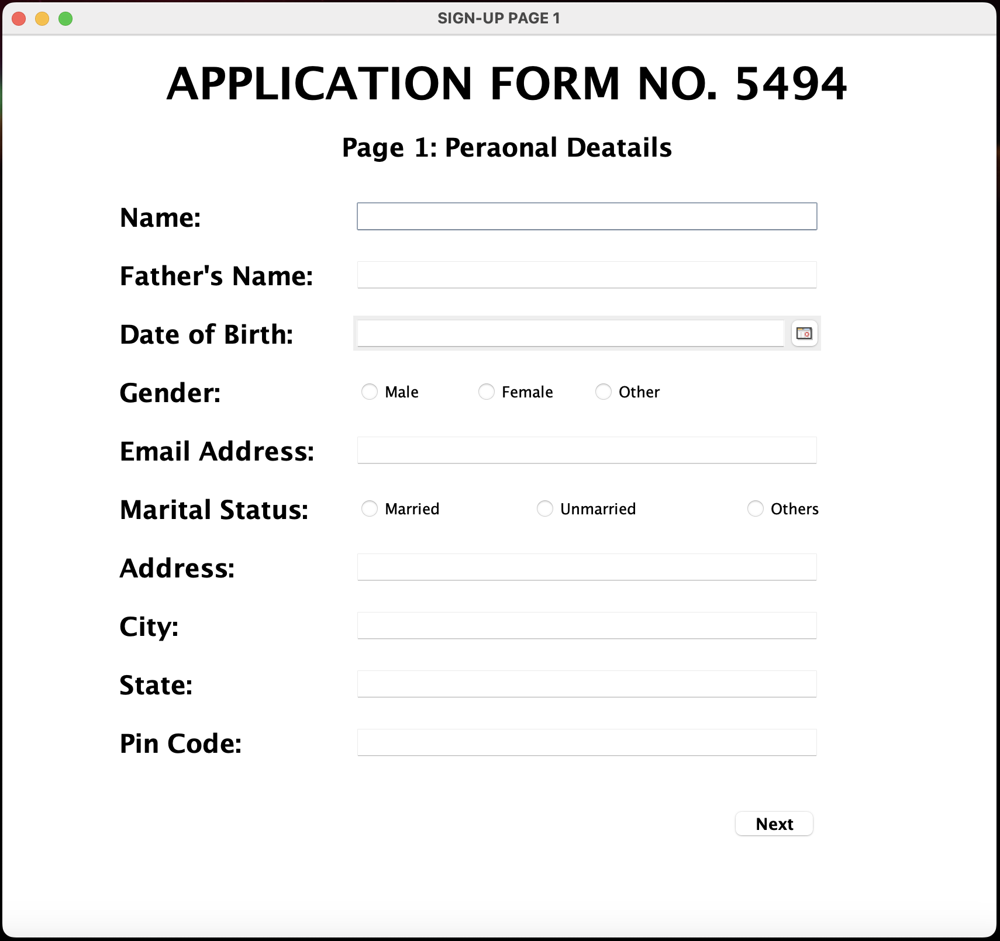 SIGN-UP PAGE 1
APPLICATION FORM NO. 5494
Page 1: Peraonal Deatails
Name:
Father's Name:
Date of Birth:
Gender: Male Female Other
Email Address:
Marital Status: Married Unmarried Others
Address:
City:
State:
Pin Code:
Next